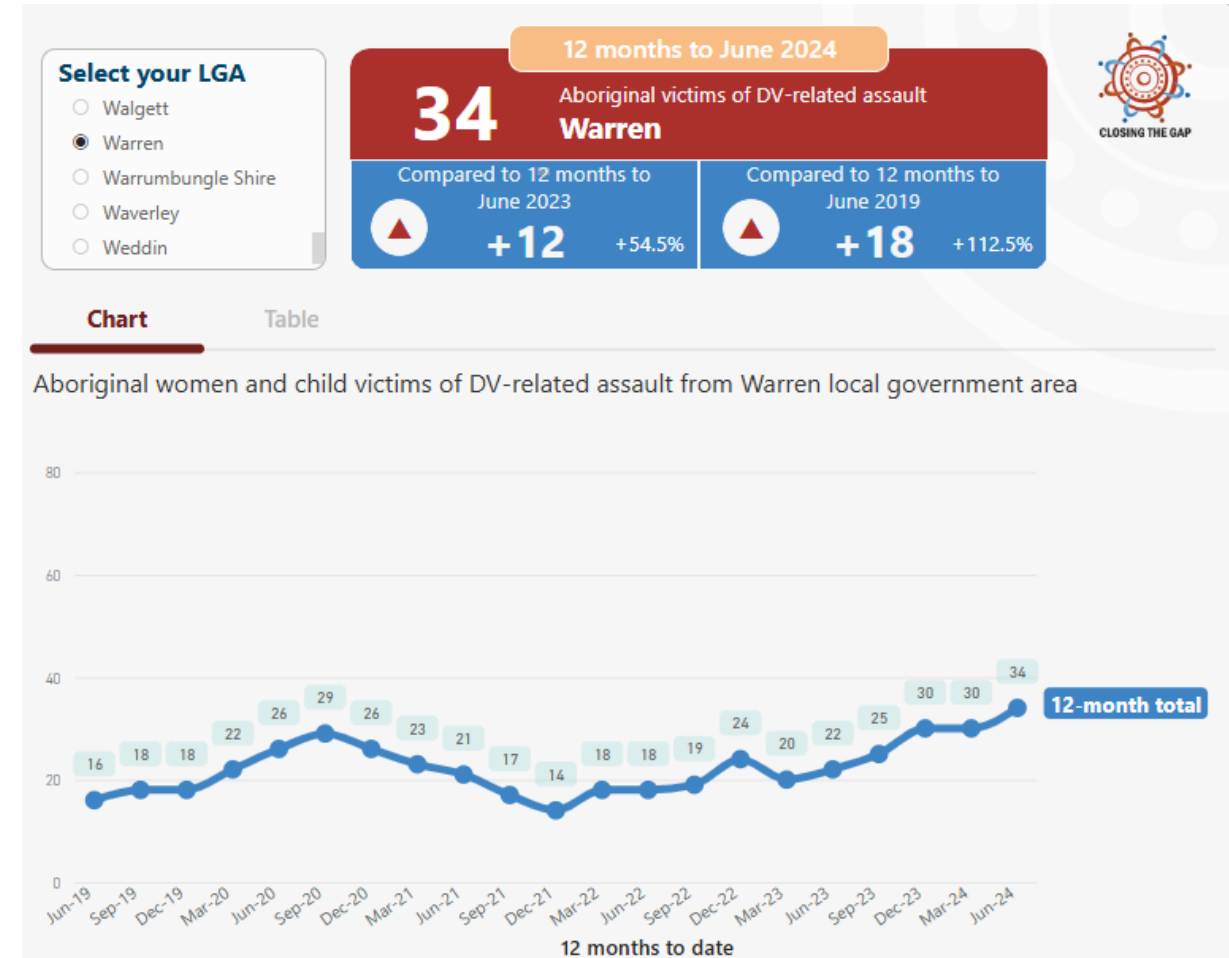 12 months to June 2024
Select your LGA
Walgett
Warren
Warrumbungle Shire
Waverley
Weddin
34
Aboriginal victims of DV-related assault
Warren
Compared to 12 months to
June 2023
+12
+54.5%
Compared to 12 months to
June 2019
+18
+112.5%
CLOSING THE GAP
Chart
Table
Aboriginal women and child victims of DV-related assault from Warren local government area
80
60
40
20
0
16
18
18
22
26
29
26
23
21
17
14
18
18
19
24
20
22
25
30
30
34
12-month total
Jun-19
Sep-19
Dec-19
Mar-20
Jun-20
Sep-20
Dec-20
Mar-21
Jun-21
Sep-21
Dec-21
Mar-22
Jun-22
Sep-22
Dec-22
Mar-23
Jun-23
Sep-23
Dec-23
Mar-24
Jun-24
12 months to date